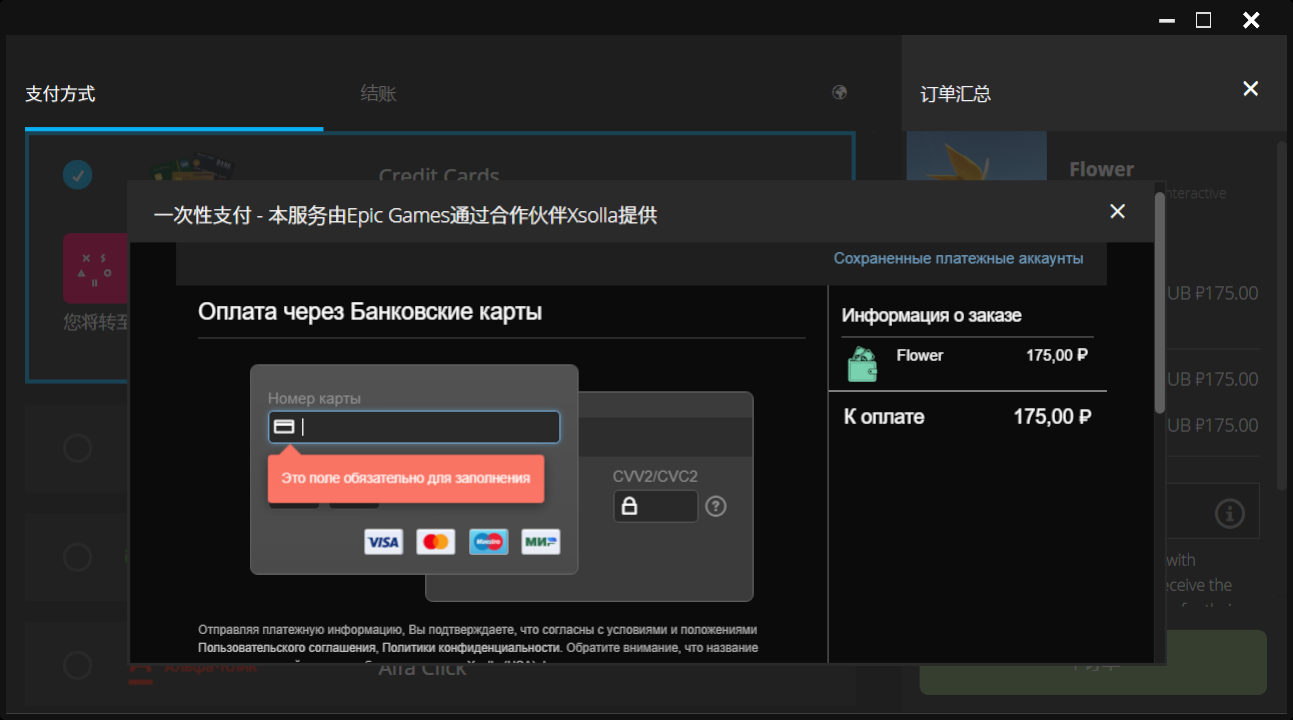 支付方式
结账
订单汇总
Credit Cards
Flower
nteractive
一次性支付 - 本服务由Epic Games通过合作伙伴Xsolla提供
您将转至
Сохраненные платежные аккаунты
Оплата через Банковские карты
Номер карты
Это поле обязательно для заполнения
CVV2/CVC2
VISA
Maestro
МИР
Отправляя платежную информацию, Вы подтверждаете, что согласны с условиями и положениями
Пользовательского соглашения, Политики конфиденциальности. Обратите внимание, что название
Информация о заказе
Flower 175,00 ₽
К оплате 175,00 ₽
UB ₽175.00
UB ₽175.00
UB ₽175.00
with
eceive the
Alfa Click